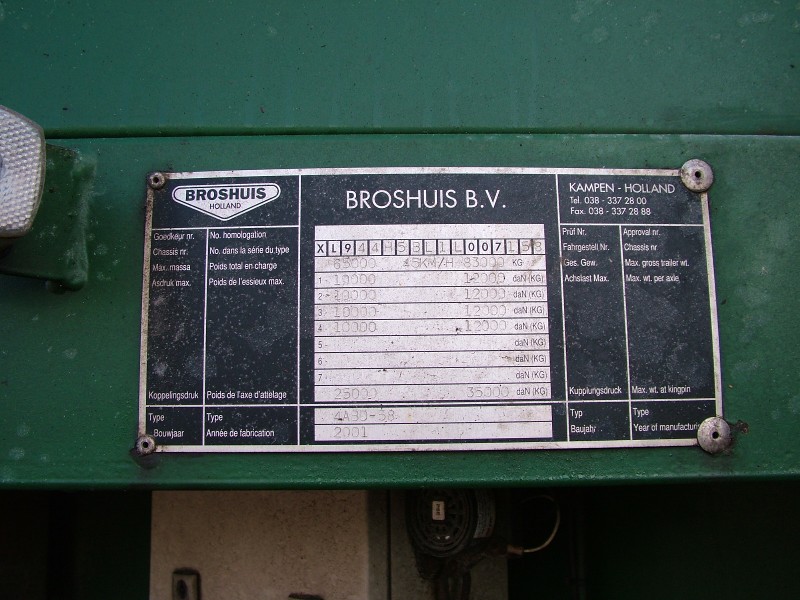 BROSHUIS
HOLLAND
BROSHUIS B.V.
KAMPEN - HOLLAND
Tel. 038 - 337 28 00
Fax. 038 - 337 28 88
Goedkeur nr. No. homologation Prüf Nr. Approval nr.
Chassis nr. No. dans la série du type XL944H53L1L007153 Fahrgestell Nr. Chassis nr
Max. massa Poids total en charge 65000 45KM/H 83000 KG Ges. Gew. Max. gross trailer wt.
Asdruk max. Poids de l'essieux max. 1 - 10000 12000 daN (KG) Achslast Max. Max. wt. per axle
2 - 10000 12000 daN (KG)
3 - 10000 12000 daN (KG)
4 - 10000 12000 daN (KG)
5 - daN (KG)
6 - daN (KG)
7 - daN (KG)
Koppelingsdruk Poids de l'axe d'attelage 25000 35000 daN (KG) Kupplungsdruck Max. wt. at kingpin
Type Type 4ABD-38 Typ Type
Bouwjaar Année de fabrication 2001 Baujahr Year of manufacturing